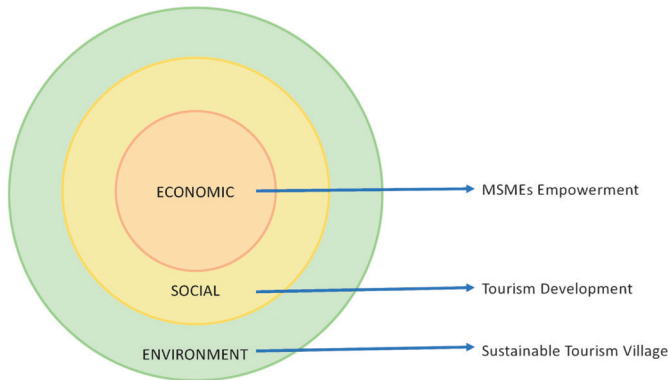 ECONOMIC
MSMEs Empowerment
SOCIAL
Tourism Development
ENVIRONMENT
Sustainable Tourism Village